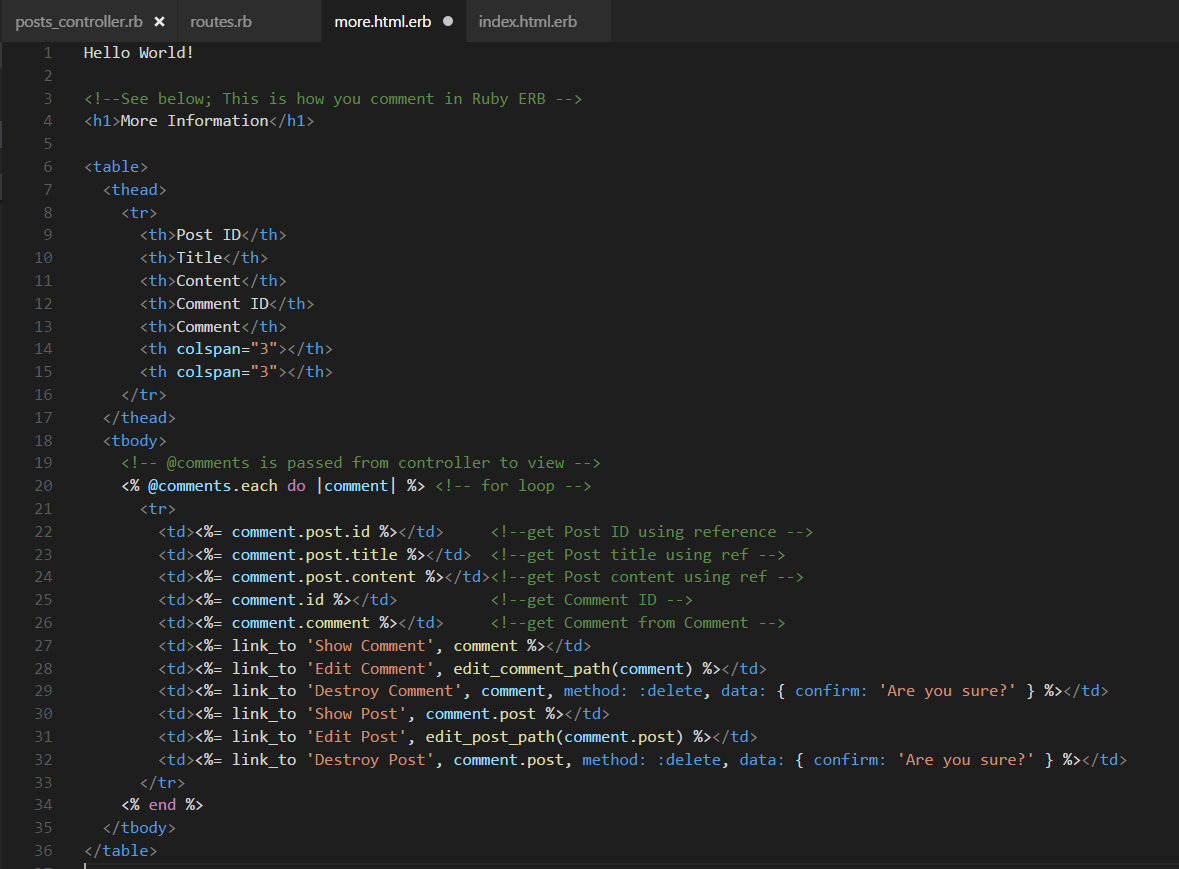 posts_controller.rb × routes.rb more.html.erb ● index.html.erb
1 Hello World!
2
3 <!--See below; This is how you comment in Ruby ERB -->
4 <h1>More Information</h1>
5
6 <table>
7   <thead>
8     <tr>
9       <th>Post ID</th>
10       <th>Title</th>
11       <th>Content</th>
12       <th>Comment ID</th>
13       <th>Comment</th>
14       <th colspan="3"></th>
15       <th colspan="3"></th>
16     </tr>
17   </thead>
18   <tbody>
19     <!-- @comments is passed from controller to view -->
20     <% @comments.each do |comment| %> <!-- for loop -->
21       <tr>
22         <td><%= comment.post.id %></td>     <!--get Post ID using reference -->
23         <td><%= comment.post.title %></td>  <!--get Post title using ref -->
24         <td><%= comment.post.content %></td><!--get Post content using ref -->
25         <td><%= comment.id %></td>          <!--get Comment ID -->
26         <td><%= comment.comment %></td>     <!--get Comment from Comment -->
27         <td><%= link_to 'Show Comment', comment %></td>
28         <td><%= link_to 'Edit Comment', edit_comment_path(comment) %></td>
29         <td><%= link_to 'Destroy Comment', comment, method: :delete, data: { confirm: 'Are you sure?' } %></td>
30         <td><%= link_to 'Show Post', comment.post %></td>
31         <td><%= link_to 'Edit Post', edit_post_path(comment.post) %></td>
32         <td><%= link_to 'Destroy Post', comment.post, method: :delete, data: { confirm: 'Are you sure?' } %></td>
33       </tr>
34     <% end %>
35   </tbody>
36 </table>